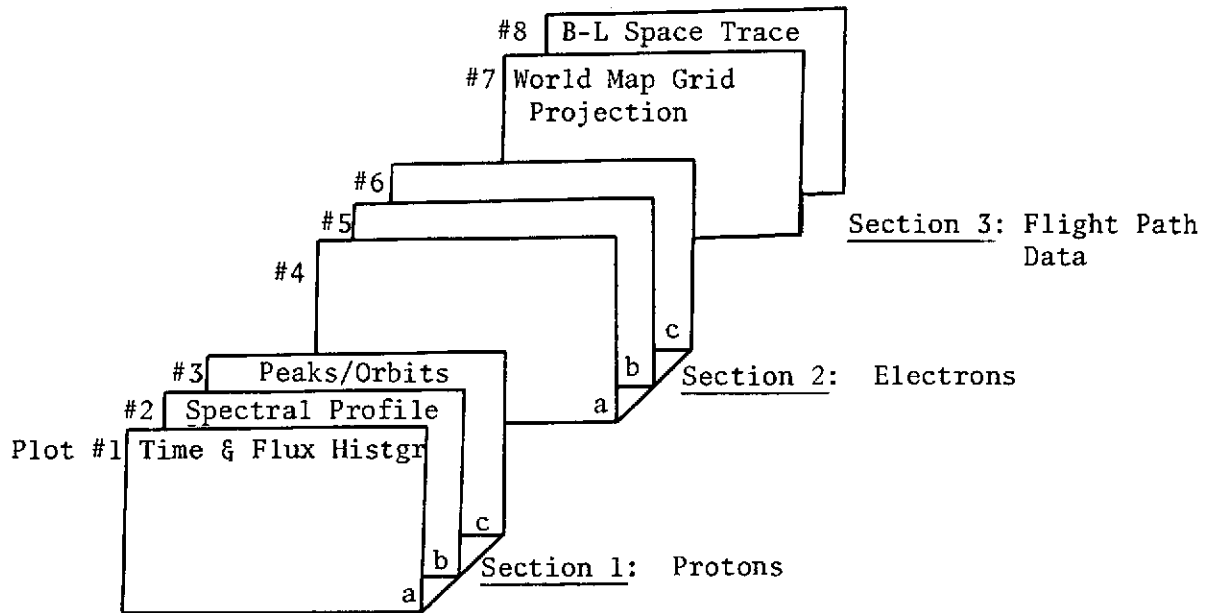 #8 B-L Space Trace
#7 World Map Grid
Projection
#6
#5
Section 3: Flight Path
Data
#4
c
#3 Peaks/Orbits
b
Section 2: Electrons
#2 Spectral Profile
a
Plot #1 Time & Flux Histgr
c
b
Section 1: Protons
a